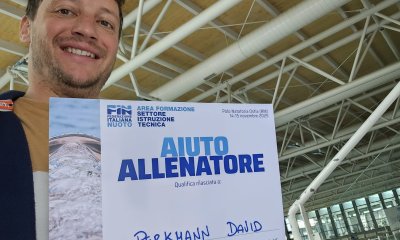 FIN
FEDERAZIONE
ITALIANA
NUOTO
AREA FORMAZIONE
SETTORE
ISTRUZIONE
TECNICA
Polo Natatorio Ostia (RM)
14-15 novembre 2025
AIUTO
ALLENATORE
Qualifica rilasciata a:
PERKMANN DAVID